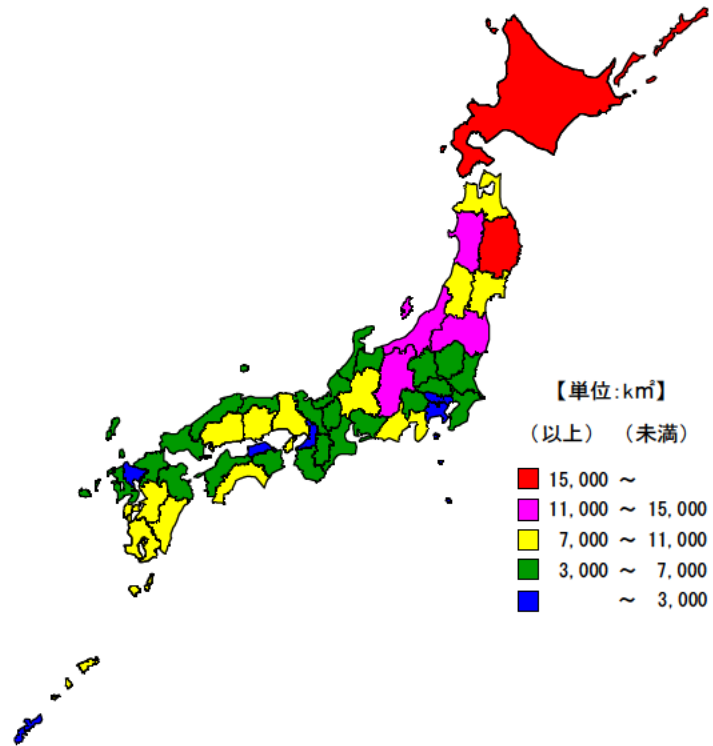 【単位:k㎡】
（以上） （未満）
15,000 ～
11,000 ～ 15,000
7,000 ～ 11,000
3,000 ～ 7,000
～ 3,000